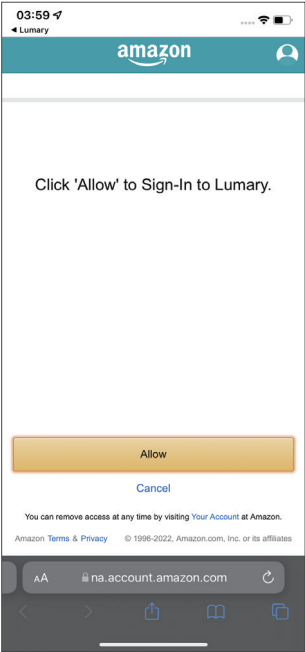 03:59
◀ Lumary
amazon
Click 'Allow' to Sign-In to Lumary.
Allow
Cancel
You can remove access at any time by visiting Your Account at Amazon.
Amazon Terms & Privacy © 1996-2022, Amazon.com, Inc. or its affiliates
AA na.account.amazon.com